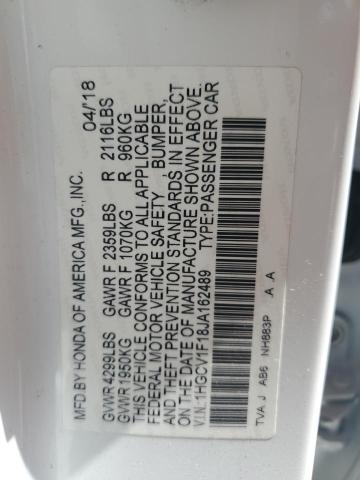 MFD BY HONDA OF AMERICA MFG.,INC. 04/'18
GVWR 4299LBS GAWR F 2359LBS R 2116LBS
GVWR 1950KG GAWR F 1070KG R 960KG
THIS VEHICLE CONFORMS TO ALL APPLICABLE
FEDERAL MOTOR VEHICLE SAFETY, BUMPER,
AND THEFT PREVENTION STANDARDS IN EFFECT
ON THE DATE OF MANUFACTURE SHOWN ABOVE.
V.I.N.:1HGCV1F18JA162489 TYPE:PASSENGER CAR
TVA J AB6 NH883P A A